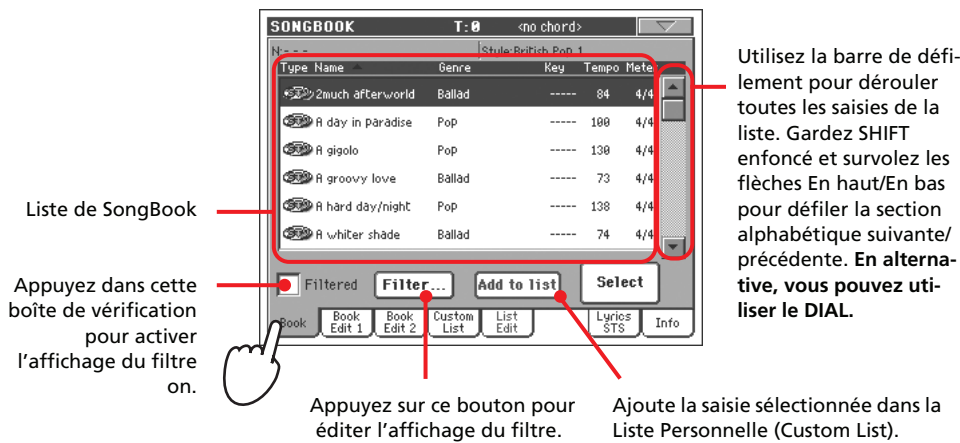 SONGBOOK T:0 <no chord>
N:- - - Style:British Pop 1
Type Name Genre Key Tempo Mete
2much afterworld Ballad ----- 84 4/4
A day in paradise Pop ----- 100 4/4
A gigolo Pop ----- 130 4/4
A groovy love Ballad ----- 73 4/4
A hard day/night Pop ----- 138 4/4
A whiter shade Ballad ----- 74 4/4
Filtered Filter... Add to list Select
Book Book Edit 1 Book Edit 2 Custom List List Edit Lyrics STS Info
Liste de SongBook
Appuyez dans cette
boîte de vérification
pour activer
l'affichage du filtre
on.
Utilisez la barre de défi-
lement pour dérouler
toutes les saisies de la
liste. Gardez SHIFT
enfoncé et survolez les
flèches En haut/En bas
pour défiler la section
alphabétique suivante/
précédente. En alterna-
tive, vous pouvez uti-
liser le DIAL.
Appuyez sur ce bouton pour
éditer l'affichage du filtre.
Ajoute la saisie sélectionnée dans la
Liste Personnelle (Custom List).